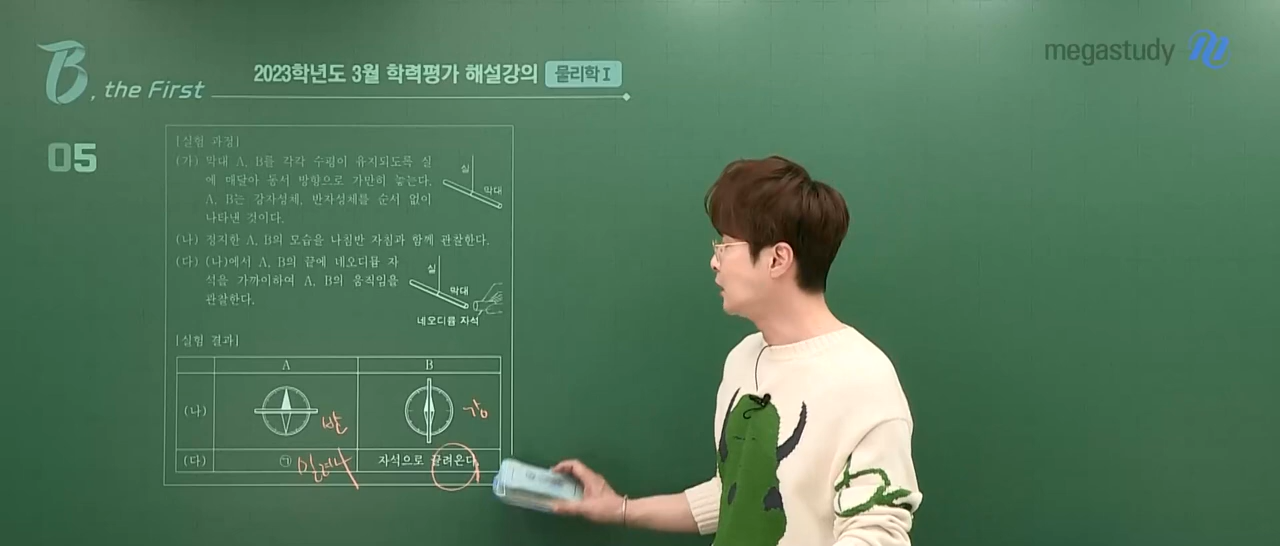 B, the First
2023학년도 3월 학력평가 해설강의 물리학 I
megastudy M
05
[실험 과정]
(가) 막대 A, B를 각각 수평이 유지되도록 실
에 매달아 동서 방향으로 가만히 놓는다.
A, B는 강자성체, 반자성체를 순서 없이
나타낸 것이다.
실
막대
(나) 정지한 A, B의 모습을 나침반 자침과 함께 관찰한다.
(다) (나)에서 A, B의 끝에 네오디뮴 자
석을 가까이하여 A, B의 움직임을
관찰한다.
실
막대
네오디뮴 자석
[실험 결과]
A B
(나) 반 강
(다) ㉠ 밀려나 자석으로 끌려온다.